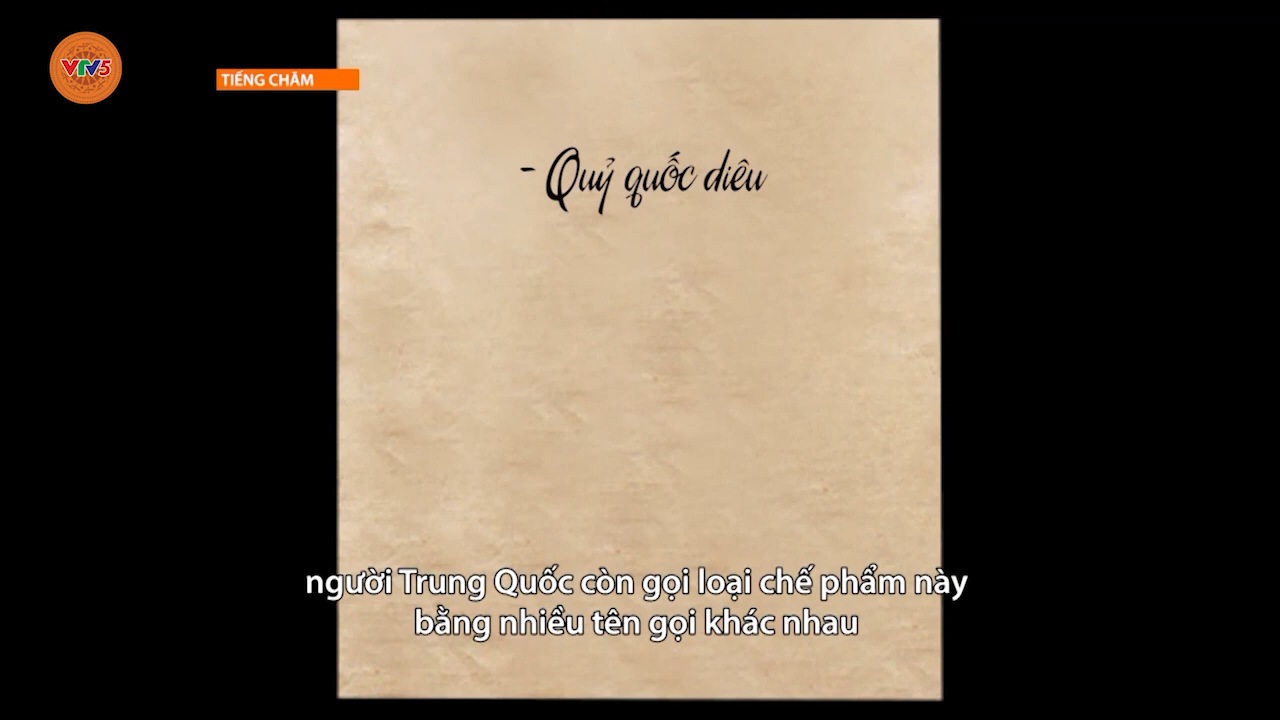 VTV5
TIẾNG CHĂM
- Quỷ quốc diêu
người Trung Quốc còn gọi loại chế phẩm này
bằng nhiều tên gọi khác nhau